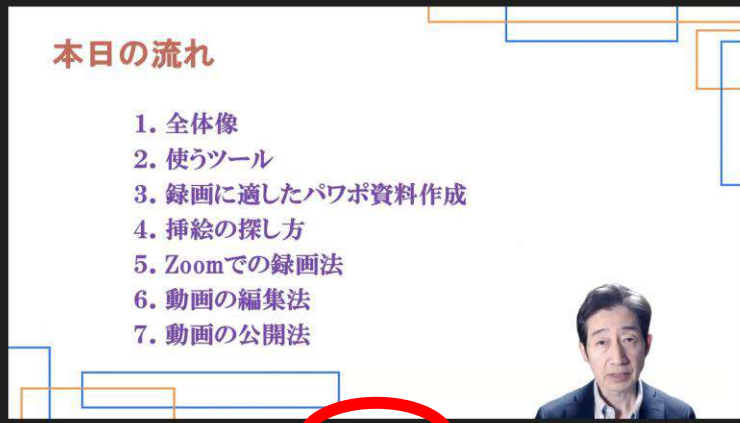 本日の流れ
1. 全体像
2. 使うツール
3. 録画に適したパワポ資料作成
4. 挿絵の探し方
5. Zoomでの録画法
6. 動画の編集法
7. 動画の公開法